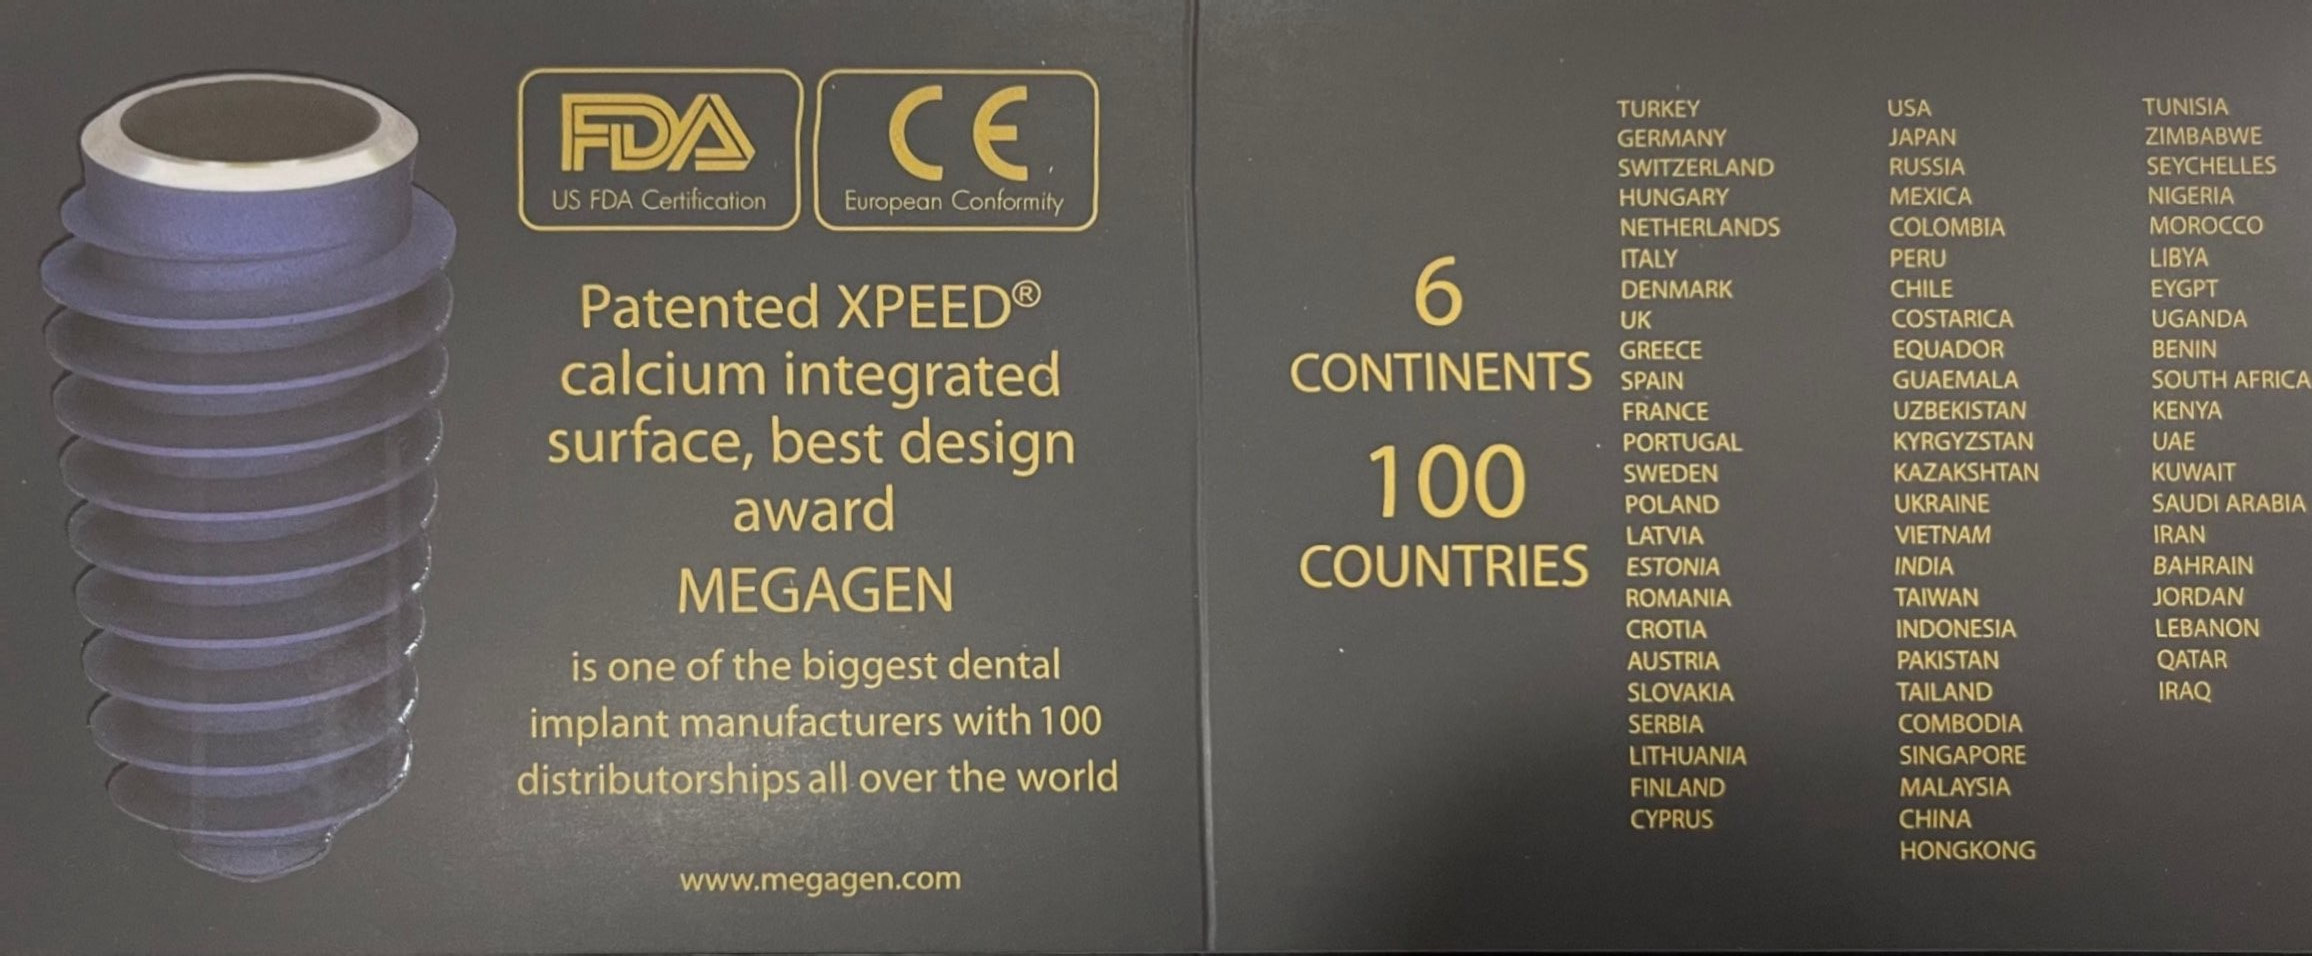 FDA
US FDA Certification
CE
European Conformity
Patented XPEED®
calcium integrated
surface, best design
award
MEGAGEN
is one of the biggest dental
implant manufacturers with 100
distributorships all over the world
www.megagen.com
6
CONTINENTS
100
COUNTRIES
TURKEY
GERMANY
SWITZERLAND
HUNGARY
NETHERLANDS
ITALY
DENMARK
UK
GREECE
SPAIN
FRANCE
PORTUGAL
SWEDEN
POLAND
LATVIA
ESTONIA
ROMANIA
CROTIA
AUSTRIA
SLOVAKIA
SERBIA
LITHUANIA
FINLAND
CYPRUS
USA
JAPAN
RUSSIA
MEXICA
COLOMBIA
PERU
CHILE
COSTARICA
EQUADOR
GUAEMALA
UZBEKISTAN
KYRGYZSTAN
KAZAKSHTAN
UKRAINE
VIETNAM
INDIA
TAIWAN
INDONESIA
PAKISTAN
TAILAND
COMBODIA
SINGAPORE
MALAYSIA
CHINA
HONGKONG
TUNISIA
ZIMBABWE
SEYCHELLES
NIGERIA
MOROCCO
LIBYA
EYGPT
UGANDA
BENIN
SOUTH AFRICA
KENYA
UAE
KUWAIT
SAUDI ARABIA
IRAN
BAHRAIN
JORDAN
LEBANON
QATAR
IRAQ